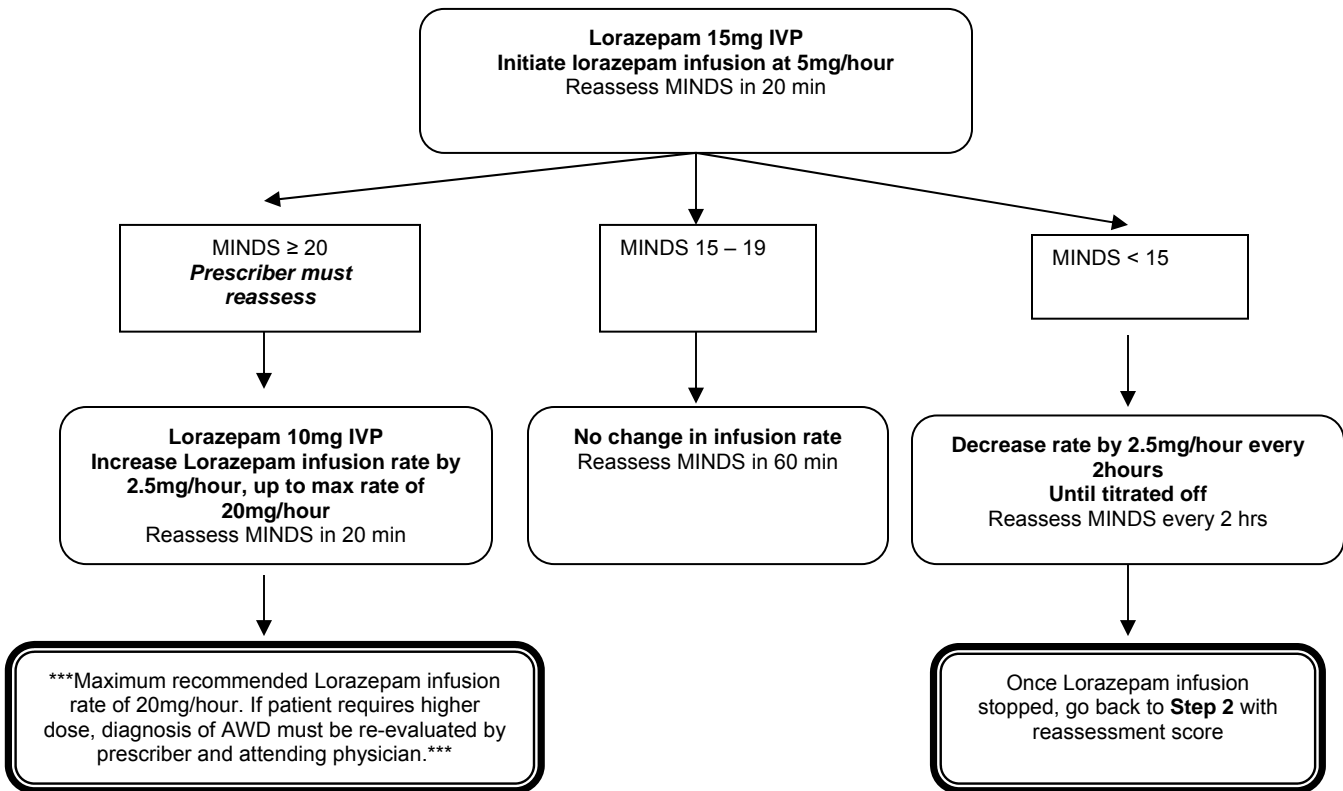 Lorazepam 15mg IVP
Initiate lorazepam infusion at 5mg/hour
Reassess MINDS in 20 min
MINDS ≥ 20
Prescriber must
reassess
MINDS 15 – 19
MINDS < 15
Lorazepam 10mg IVP
Increase Lorazepam infusion rate by
2.5mg/hour, up to max rate of
20mg/hour
Reassess MINDS in 20 min
No change in infusion rate
Reassess MINDS in 60 min
Decrease rate by 2.5mg/hour every
2hours
Until titrated off
Reassess MINDS every 2 hrs
***Maximum recommended Lorazepam infusion
rate of 20mg/hour. If patient requires higher
dose, diagnosis of AWD must be re-evaluated by
prescriber and attending physician.***
Once Lorazepam infusion
stopped, go back to Step 2 with
reassessment score